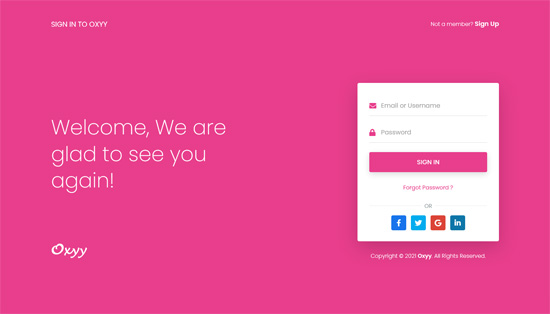 SIGN IN TO OXYY
Not a member? Sign Up
Welcome, We are
glad to see you
again!
Email or Username
Password
SIGN IN
Forgot Password ?
OR
f
G
in
Oxyy
Copyright © 2021 Oxyy. All Rights Reserved.